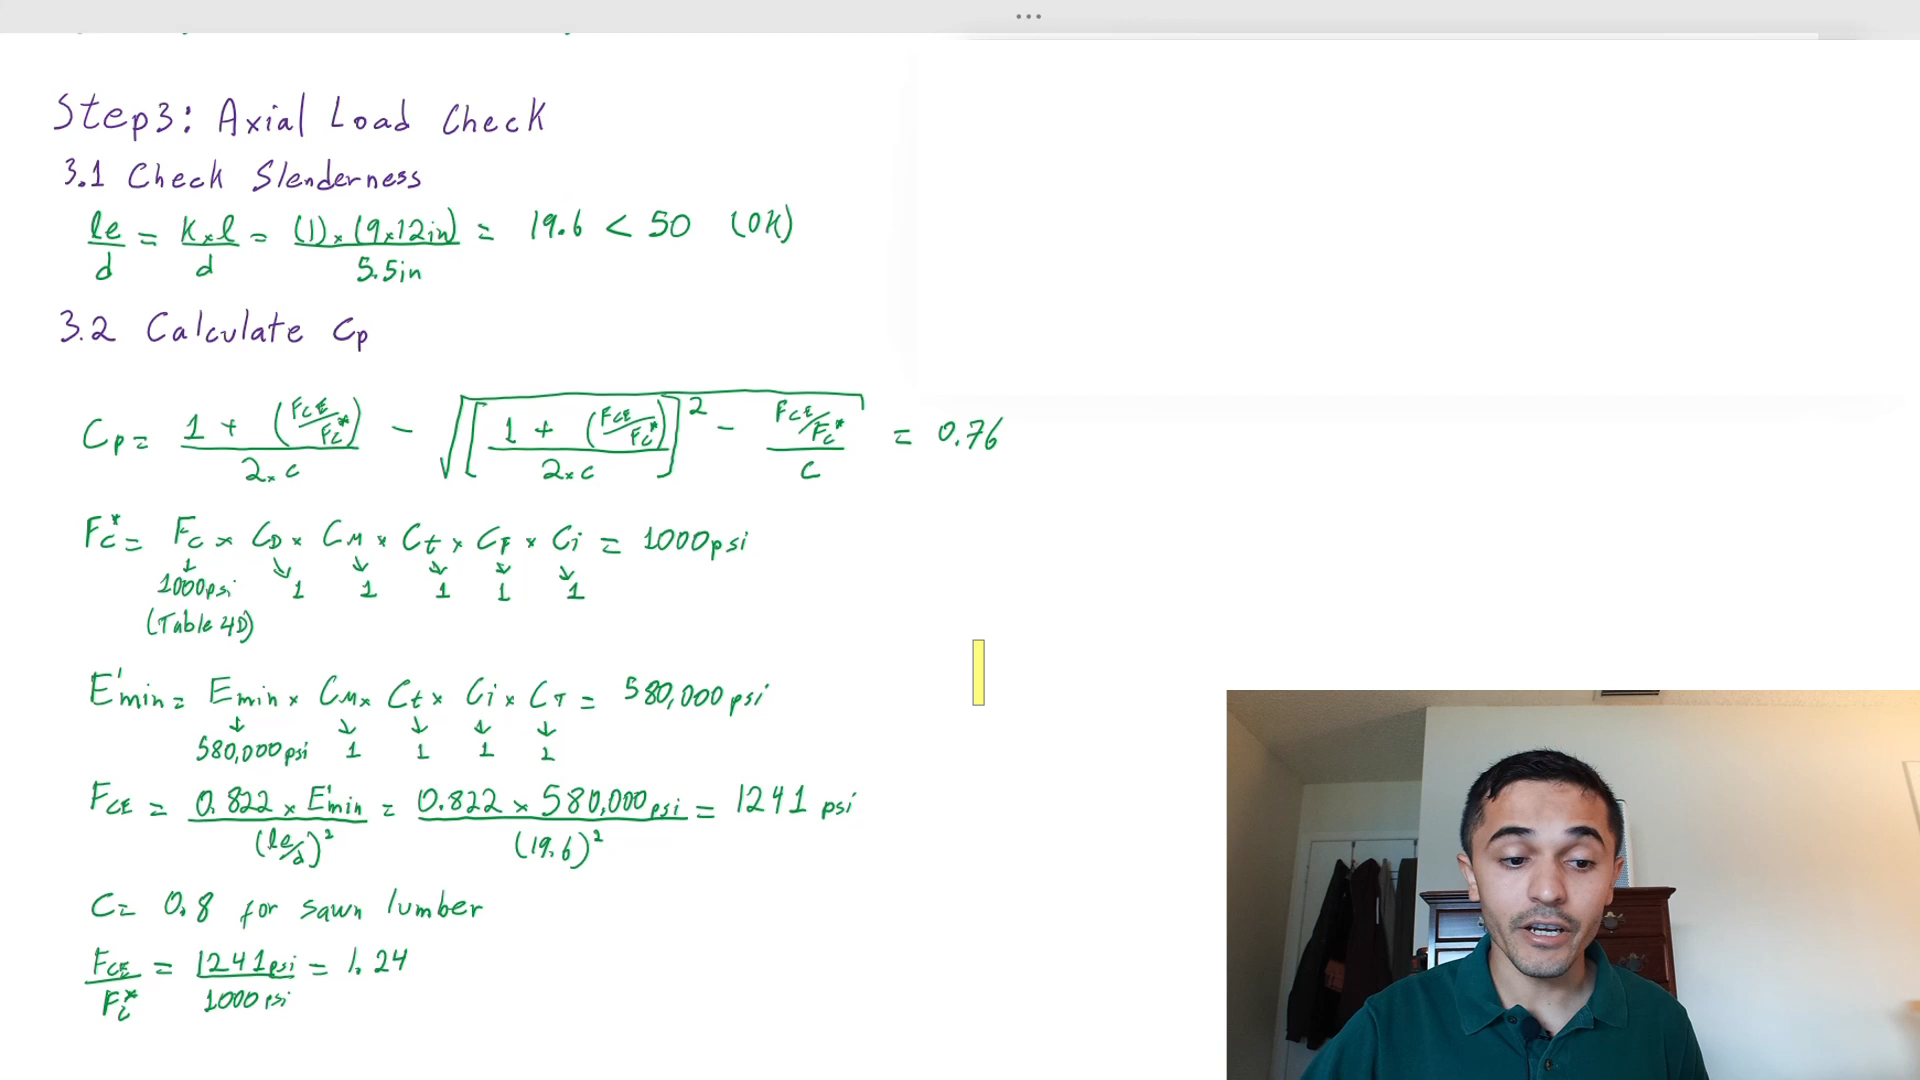 Step3: Axial Load Check
3.1 Check Slenderness
le/d = K×l/d = (1)×(9×12in)/5.5in = 19.6 < 50 (OK)
3.2 Calculate Cp
Cp = 1 + (FcE/Fc*)/2×c - √[1 + (FcE/Fc*)/2×c]² - FcE/Fc*/c = 0.76
Fc* = Fc × CD × CM × Ct × CF × Ci = 1000psi
1000psi 1 1 1 1 1
(Table 4D)
E'min = Emin × CM × Ct × Ci × CT = 580,000psi
580,000psi 1 1 1 1
FCE = 0.822 × E'min/(le/d)² = 0.822 × 580,000psi/(19.6)² = 1241 psi
C = 0.8 for sawn lumber
FCE/Fc* = 1241psi/1000psi = 1.24